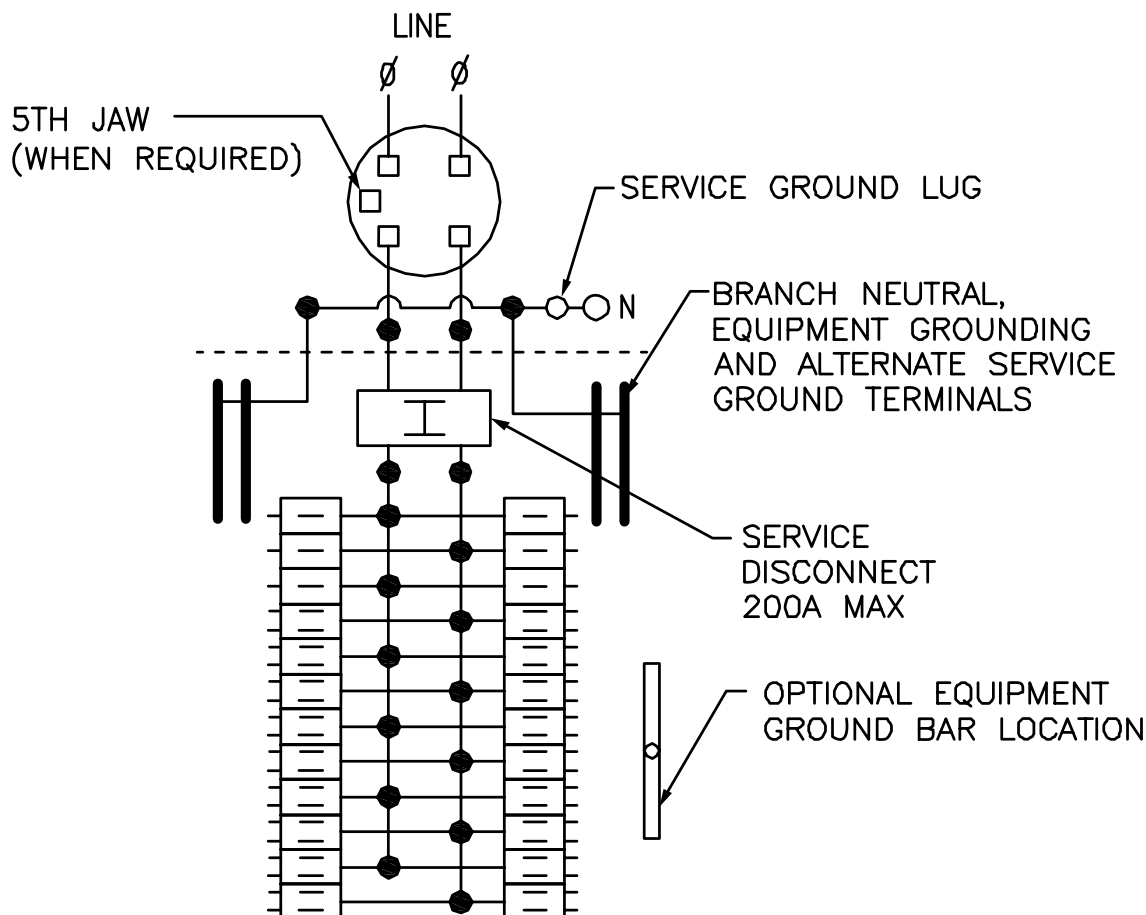 LINE
Ø Ø
5TH JAW
(WHEN REQUIRED)
SERVICE GROUND LUG
N
BRANCH NEUTRAL,
EQUIPMENT GROUNDING
AND ALTERNATE SERVICE
GROUND TERMINALS
SERVICE
DISCONNECT
200A MAX
OPTIONAL EQUIPMENT
GROUND BAR LOCATION